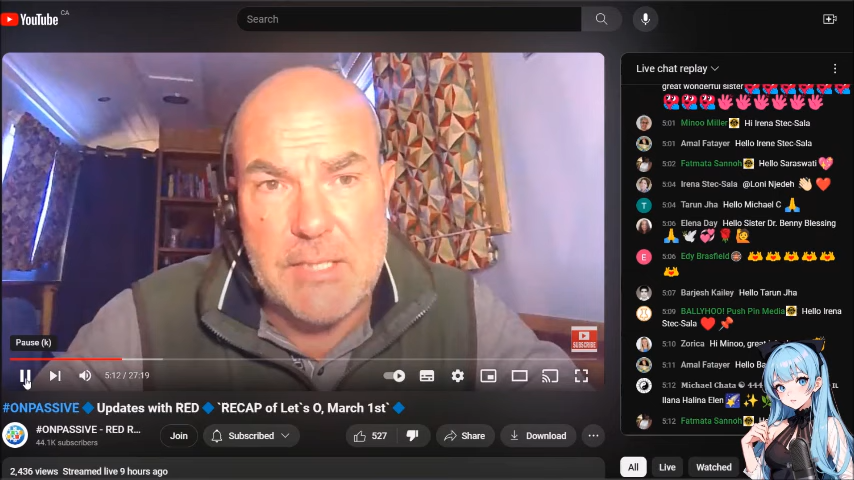 YouTube CA
Search
Live chat replay
great wonderful sister
5:01 Minoo Miller Hi Irena Stec-Sala
5:01 Amal Fatayer Hello Irene Stec-Sala
5:02 Fatmata Sannoh Hello Saraswati
5:04 Irena Stec-Sala @Loni Njedeh
5:04 Tarun Jha Hello Michael C
5:06 Elena Day Hello Sister Dr. Benny Blessing
5:06 Edy Brasfield
5:07 Barjesh Kailey Hello Tarun Jha
5:09 BALLYHOO! Push Pin Media Hello Irena
Stec-Sala
5:10 Zorica Hi Minoo, great
5:11 Amal Fatayer Hello
5:12 Michael Chata
Ilana Halina Elen
5:12 Fatmata Sannoh
SUBSCRIBE
Pause (k)
5:12 / 27:19
#ONPASSIVE🔷Updates with RED🔷`RECAP of Let`s O, March 1st`🔷
#ONPASSIVE - RED R...
44.1K subscribers
Join
Subscribed
527
Share
Download
2,436 views Streamed live 9 hours ago
All
Live
Watched